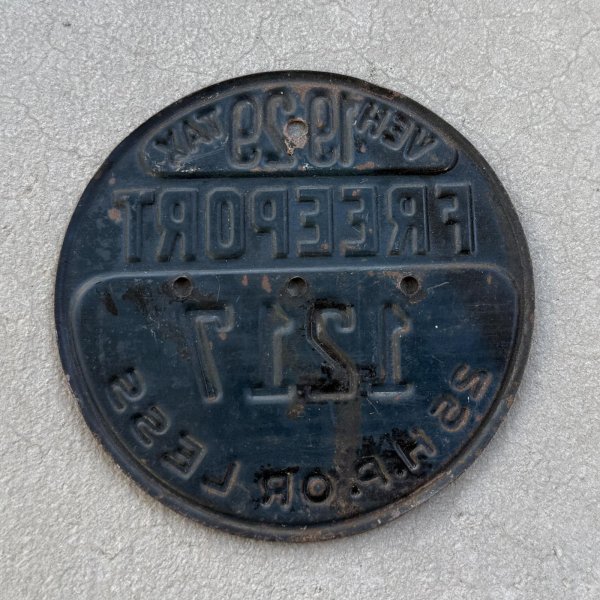 VEH. 1929 TAX
FREEPORT
1217
25 H.P. OR LESS